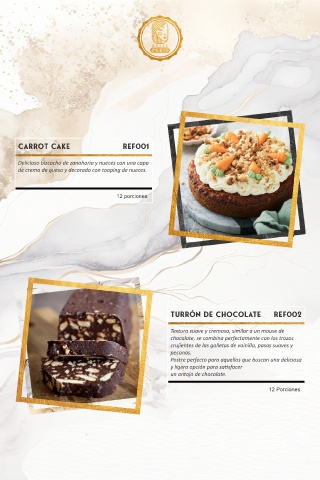 CARROT CAKE REF001
Delicioso bizcocho de zanahoria y nueces con una capa
de crema de queso y decorado con topping de nueces.
12 porciones
TURRÓN DE CHOCOLATE REF002
Textura suave y cremosa, similar a un mouse de
chocolate, se combina perfectamente con los trozos
crujientes de las galletas de vainilla, pasas suaves y
pecanas.
Postre perfecto para aquellos que buscan una deliciosa
y ligera opción para satisfacer
un antojo de chocolate.
12 Porciones.